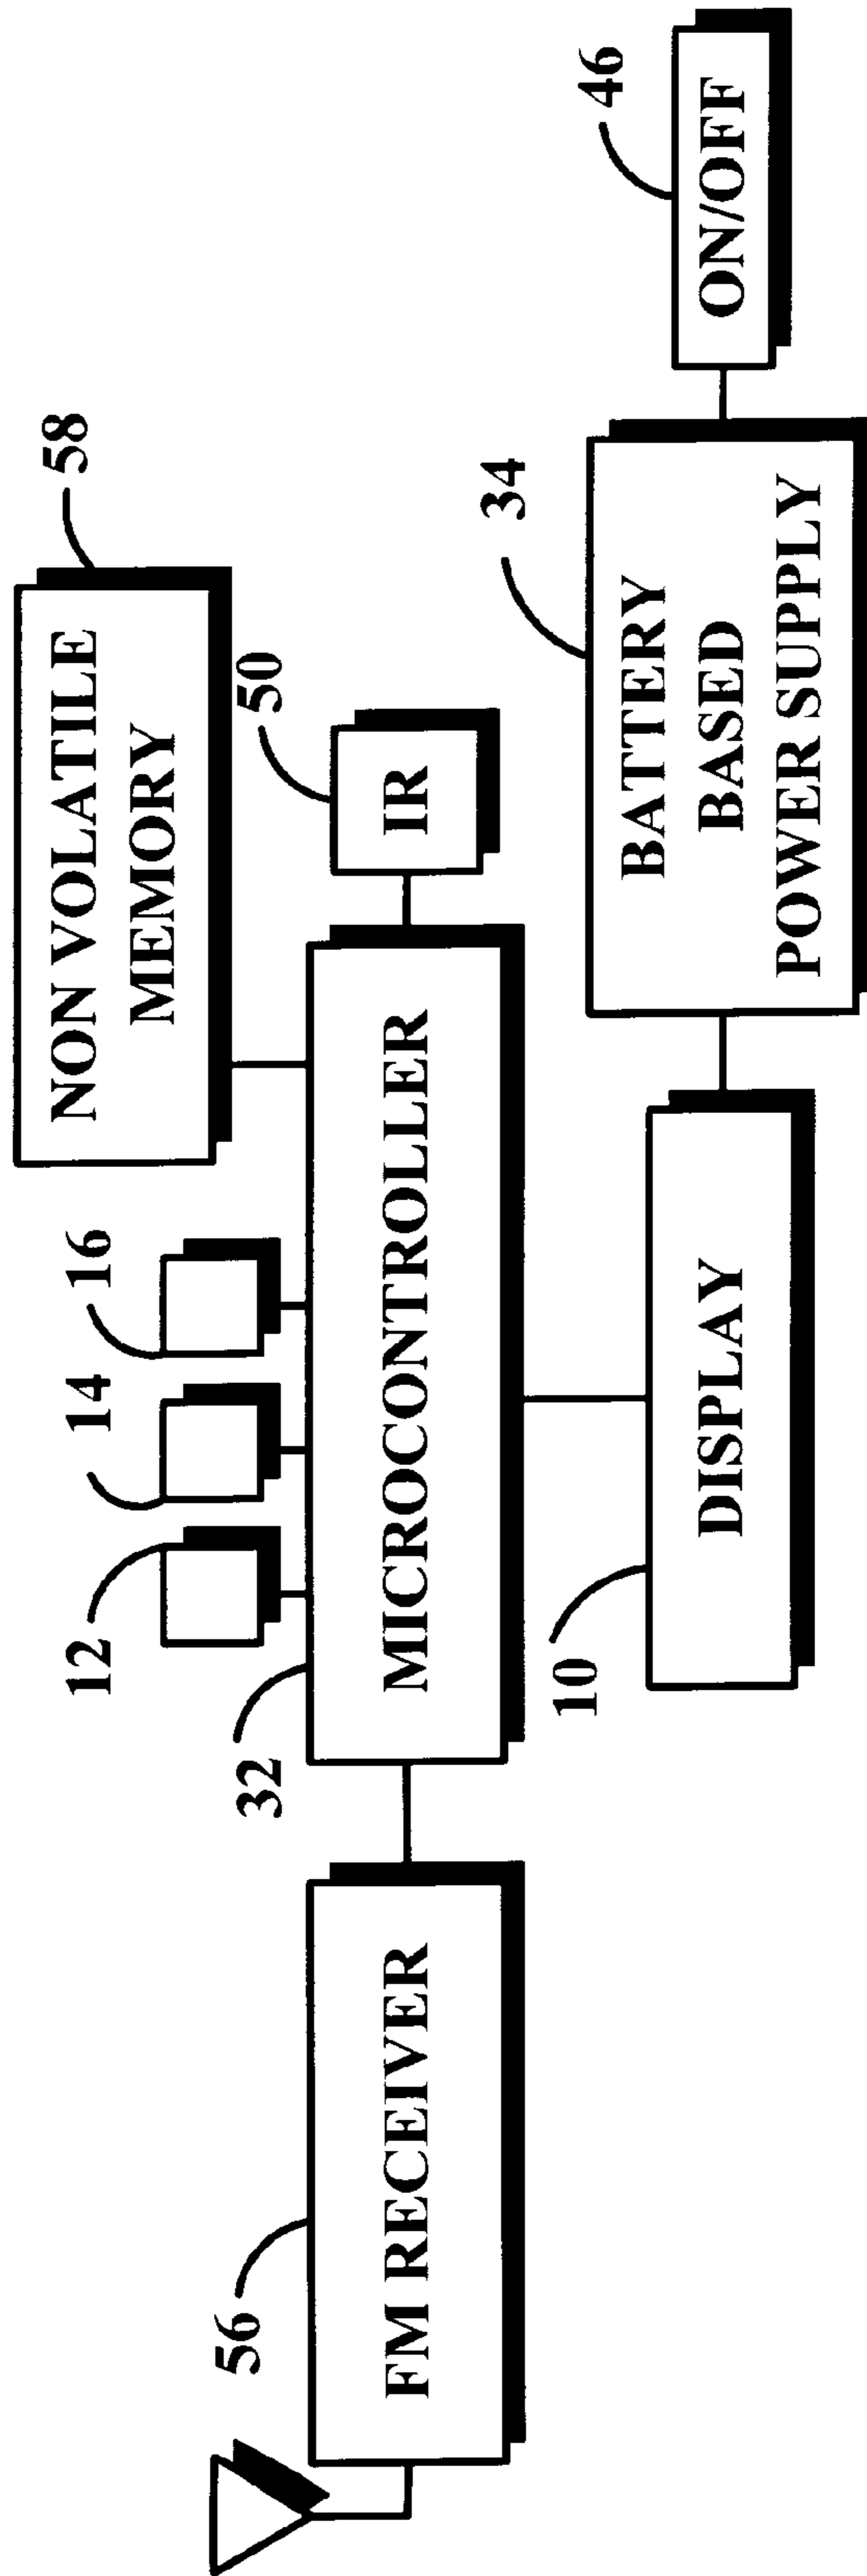 58
NON VOLATILE
MEMORY
12
14
16
50
IR
32
MICROCONTROLLER
56
FM RECEIVER
10
DISPLAY
34
BATTERY
BASED
POWER SUPPLY
46
ON/OFF